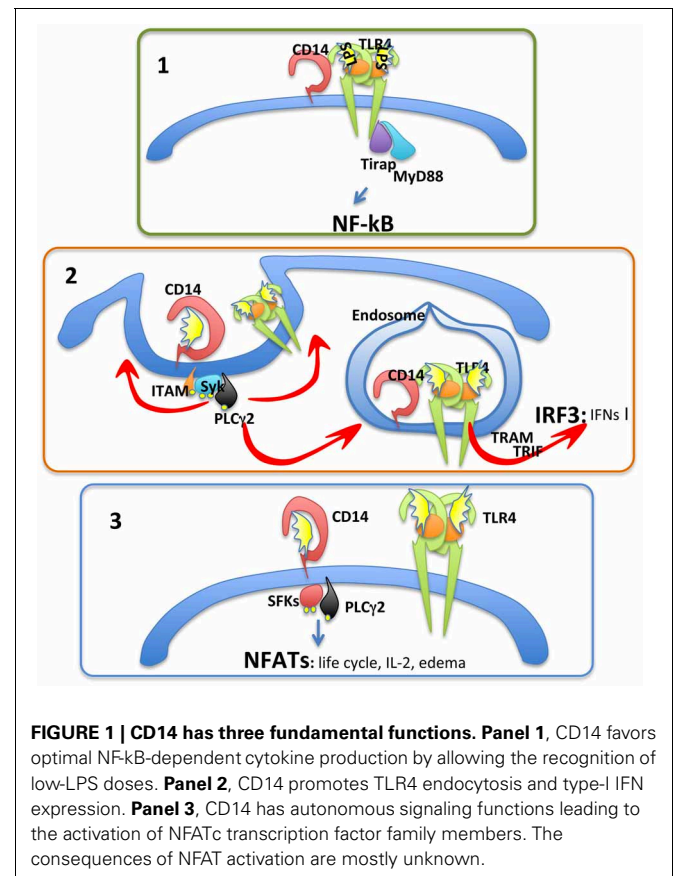 1
CD14
TLR4
LPS
LPS
Tirap
MyD88
NF-kB
2
CD14
ITAM
Syk
PLCγ2
Endosome
CD14
TLR4
TRAM
TRIF
IRF3: IFNs I
3
CD14
TLR4
SFKs
PLCγ2
NFATs: life cycle, IL-2, edema
FIGURE 1 | CD14 has three fundamental functions. Panel 1, CD14 favors
optimal NF-kB-dependent cytokine production by allowing the recognition of
low-LPS doses. Panel 2, CD14 promotes TLR4 endocytosis and type-I IFN
expression. Panel 3, CD14 has autonomous signaling functions leading to
the activation of NFATc transcription factor family members. The
consequences of NFAT activation are mostly unknown.